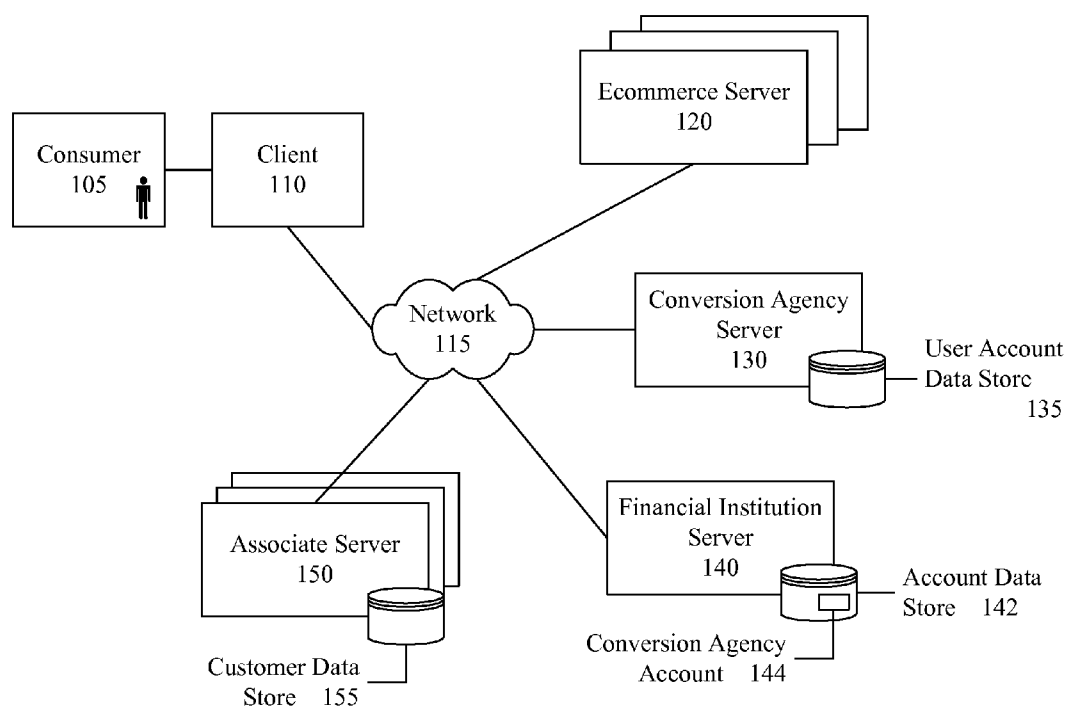 Ecommerce Server
120
Consumer
105
Client
110
Network
115
Conversion Agency
Server
130
User Account
Data Store
135
Associate Server
150
Customer Data
Store 155
Financial Institution
Server
140
Account Data
Store 142
Conversion Agency
Account 144